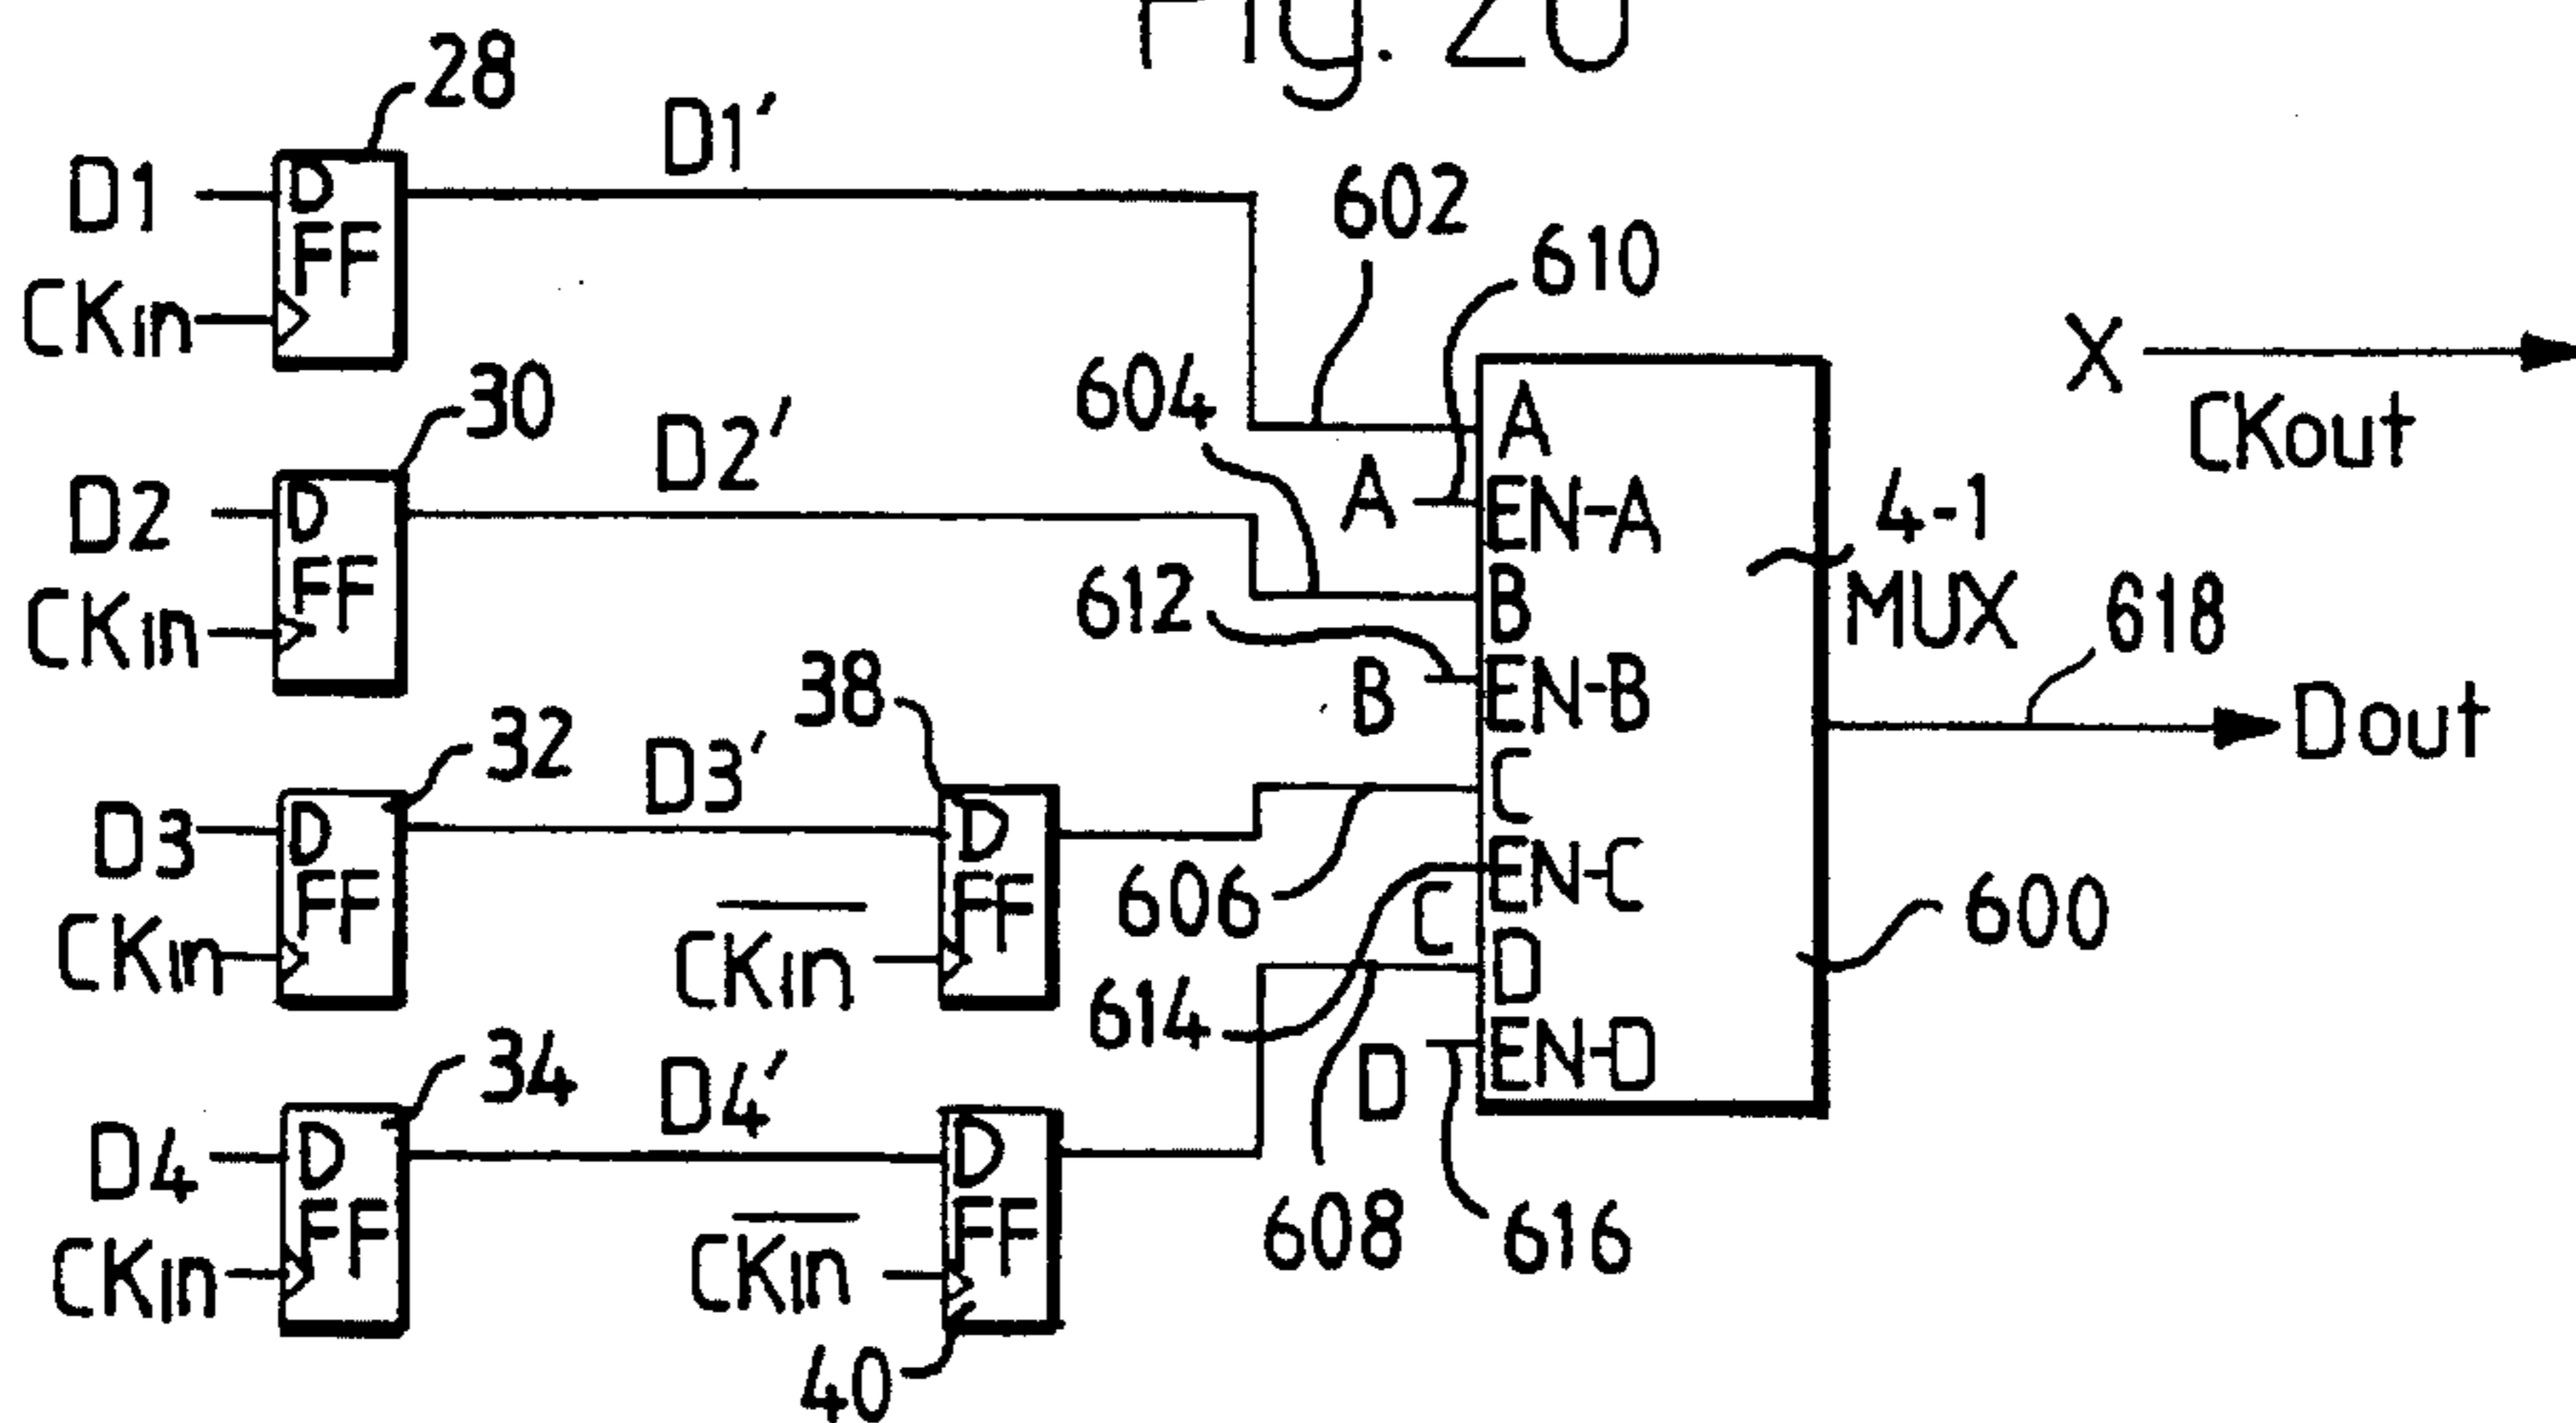 Fig. 20
28
D1
D
FF
CKin
D1'
30
D2
D
FF
CKin
D2'
32
D3
D
FF
CKin
D3'
38
D
FF
CKin
34
D4
D
FF
CKin
D4'
D
FF
CKin
40
602
610
604
A
612
B
606
C
614
D
608
616
A
EN-A
B
EN-B
C
EN-C
D
EN-D
4-1
MUX
600
618
Dout
X
CKout